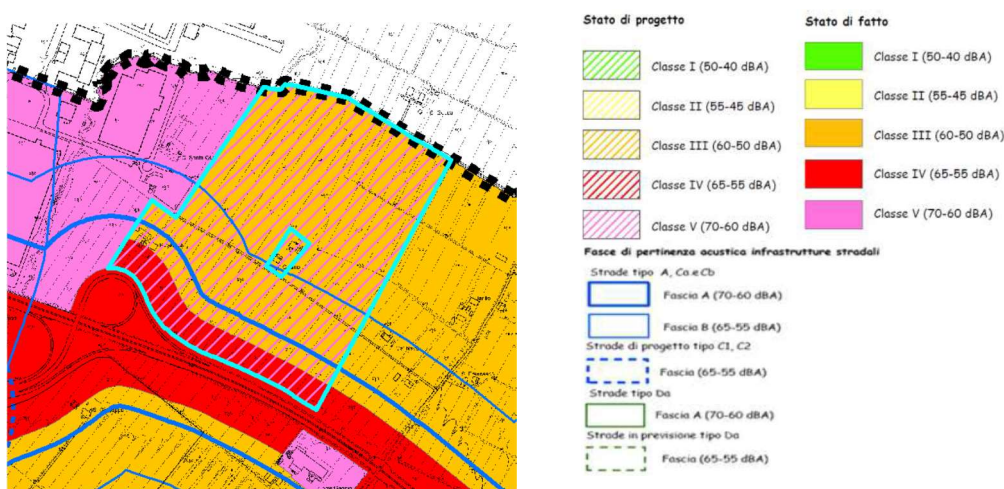 Stato di progetto
Classe I (50-40 dBA)
Classe II (55-45 dBA)
Classe III (60-50 dBA)
Classe IV (65-55 dBA)
Classe V (70-60 dBA)
Stato di fatto
Classe I (50-40 dBA)
Classe II (55-45 dBA)
Classe III (60-50 dBA)
Classe IV (65-55 dBA)
Classe V (70-60 dBA)
Fasce di pertinenza acustica infrastrutture stradali
Strade tipo A, Ca e Cb
Fascia A (70-60 dBA)
Fascia B (65-55 dBA)
Strade di progetto tipo C1, C2
Fascia (65-55 dBA)
Strade tipo Da
Fascia A (70-60 dBA)
Strade in previsione tipo Da
Fascia (65-55 dBA)